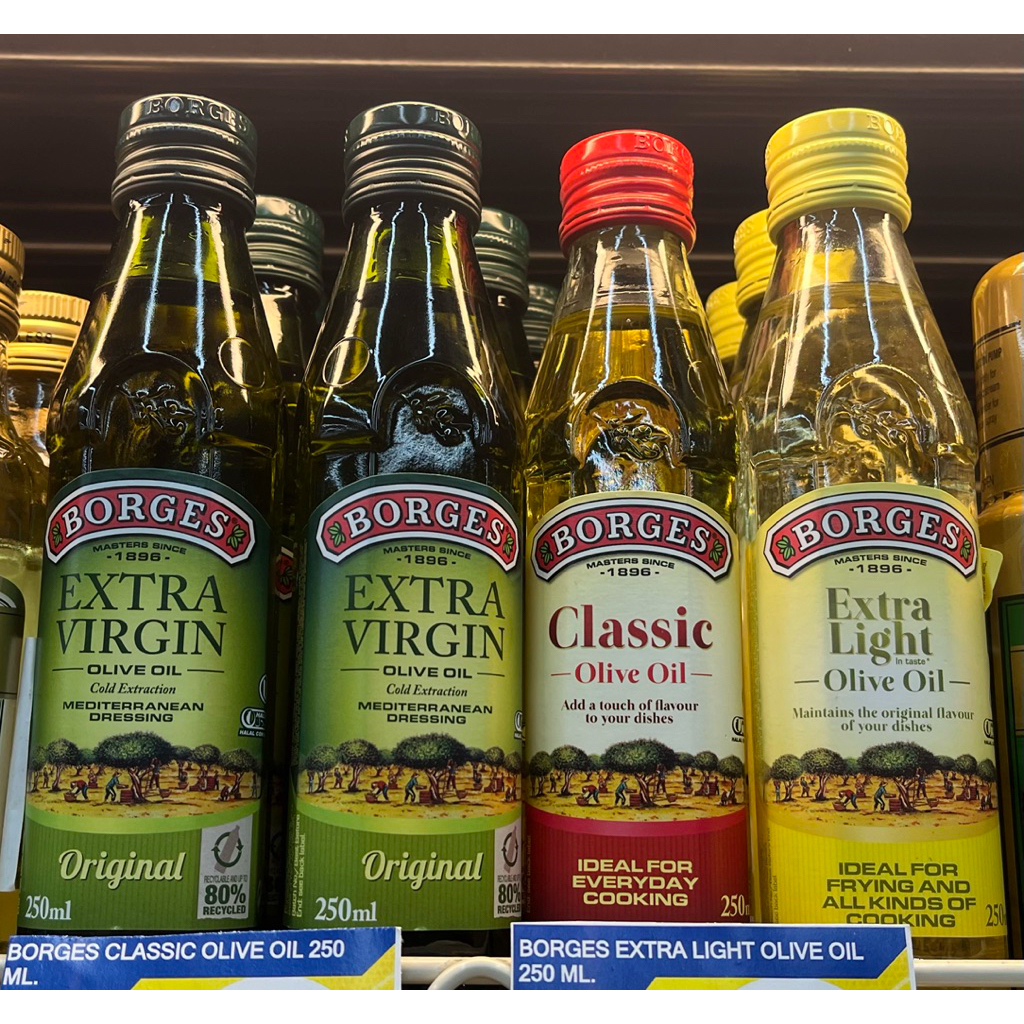 BORGES
BORGES
MASTERS SINCE
-1896-
EXTRA
VIRGIN
OLIVE OIL
Cold Extraction
MEDITERRANEAN
DRESSING
Original
RECYCLABLE AND UP TO
80%
RECYCLED
250ml
BORGES
MASTERS SINCE
-1896-
EXTRA
VIRGIN
OLIVE OIL
Cold Extraction
MEDITERRANEAN
DRESSING
Original
80%
RECYCLED
250ml
BORGES
MASTERS SINCE
-1896-
Classic
Olive Oil
Add a touch of flavour
to your dishes
IDEAL FOR
EVERYDAY
COOKING
BORGES
MASTERS SINCE
-1896-
Extra
Light
in taste*
Olive Oil
Maintains the original flavour
of your dishes
IDEAL FOR
FRYING AND
ALL KINDS OF
COOKING
BORGES CLASSIC OLIVE OIL 250
ML.
BORGES EXTRA LIGHT OLIVE OIL
250 ML.